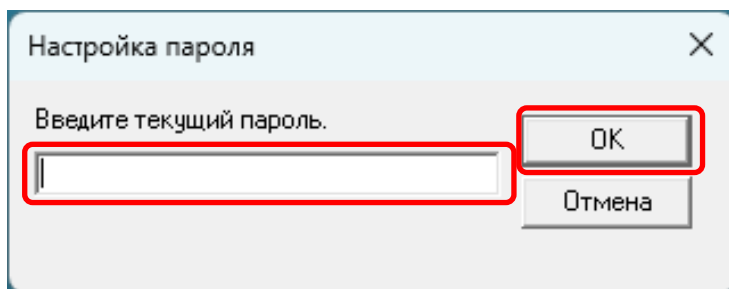 Настройка пароля
Введите текущий пароль.
OK
Отмена